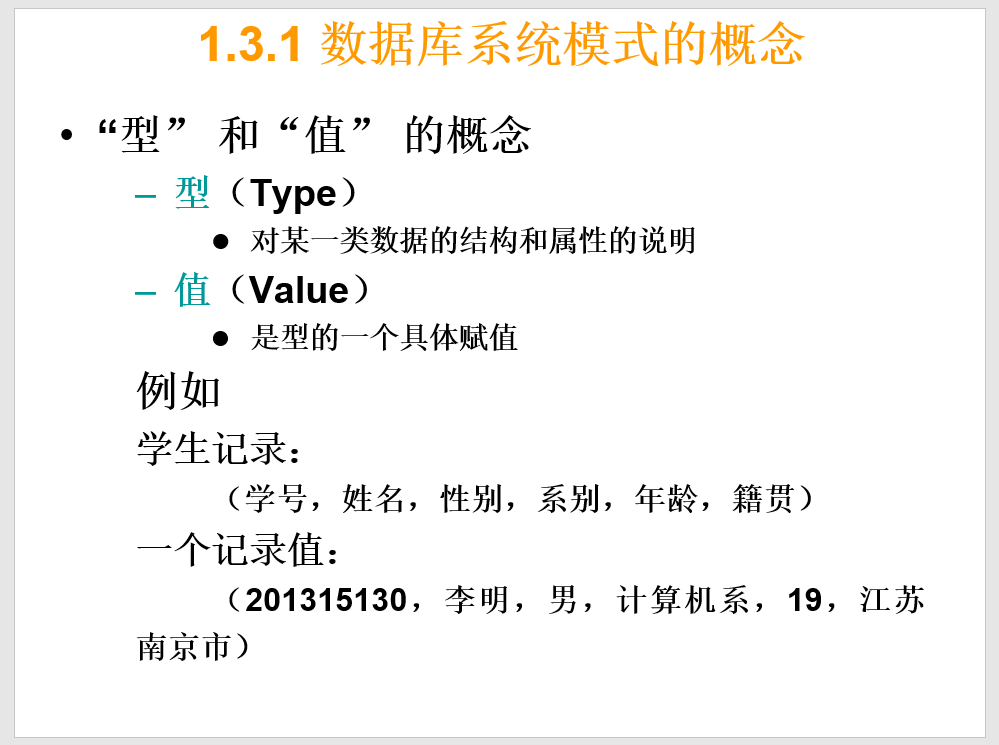 1.3.1 数据库系统模式的概念
• “型” 和“值” 的概念
– 型（Type）
● 对某一类数据的结构和属性的说明
– 值（Value）
● 是型的一个具体赋值
例如
学生记录：
（学号，姓名，性别，系别，年龄，籍贯）
一个记录值：
（201315130，李明，男，计算机系，19，江苏
南京市）